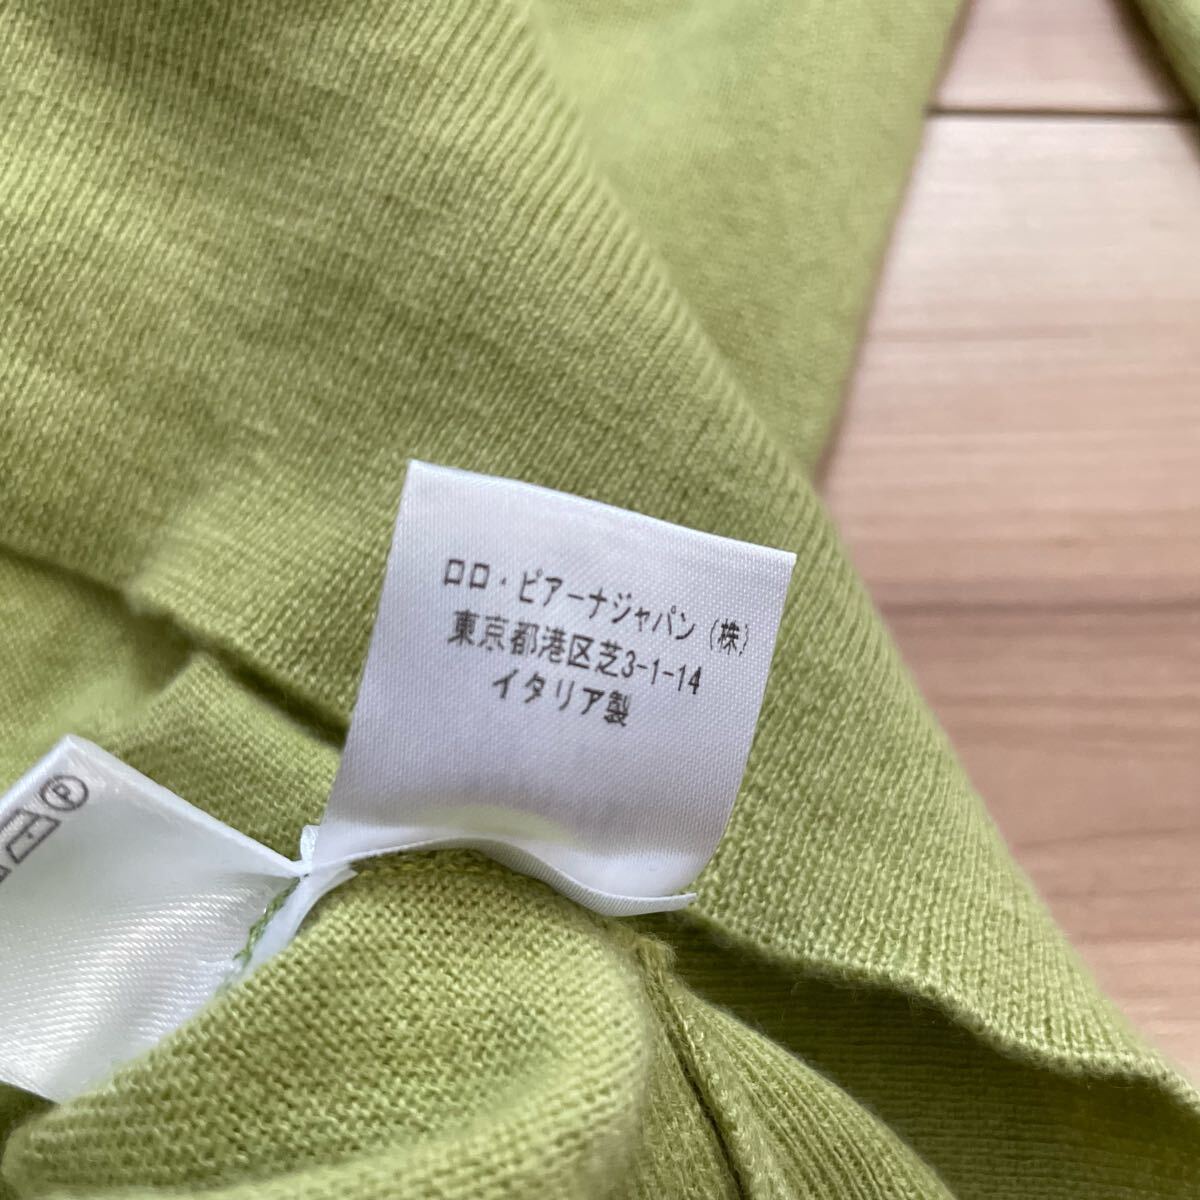 ロロ・ピアーナジャパン(株)
東京都港区芝3-1-14
イタリア製
P